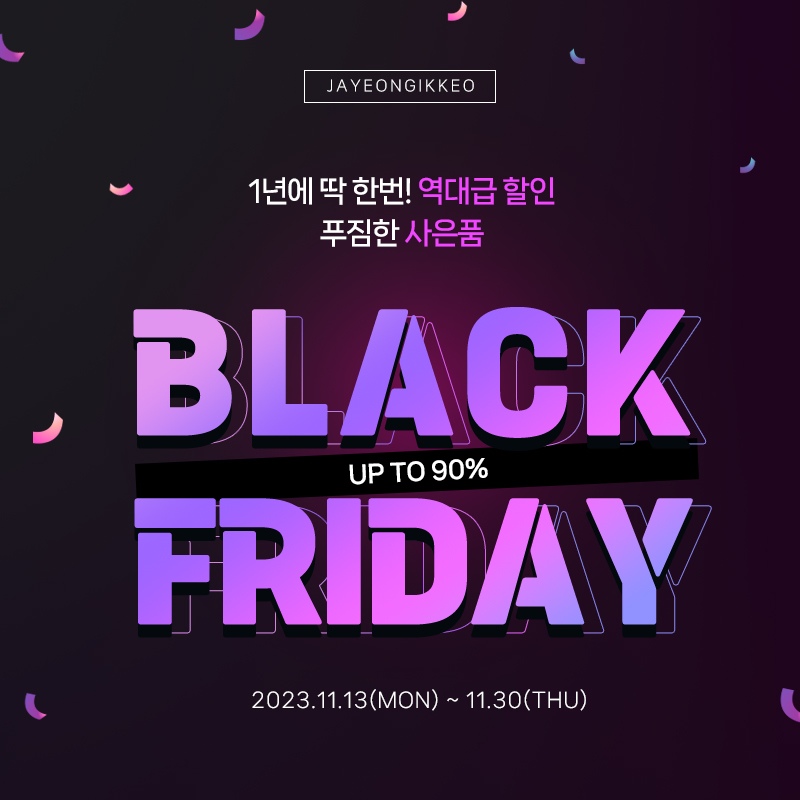 JAYEONGIKKEO
1년에 딱 한번! 역대급 할인
푸짐한 사은품
BLACK
UP TO 90%
FRIDAY
2023.11.13(MON) ~ 11.30(THU)